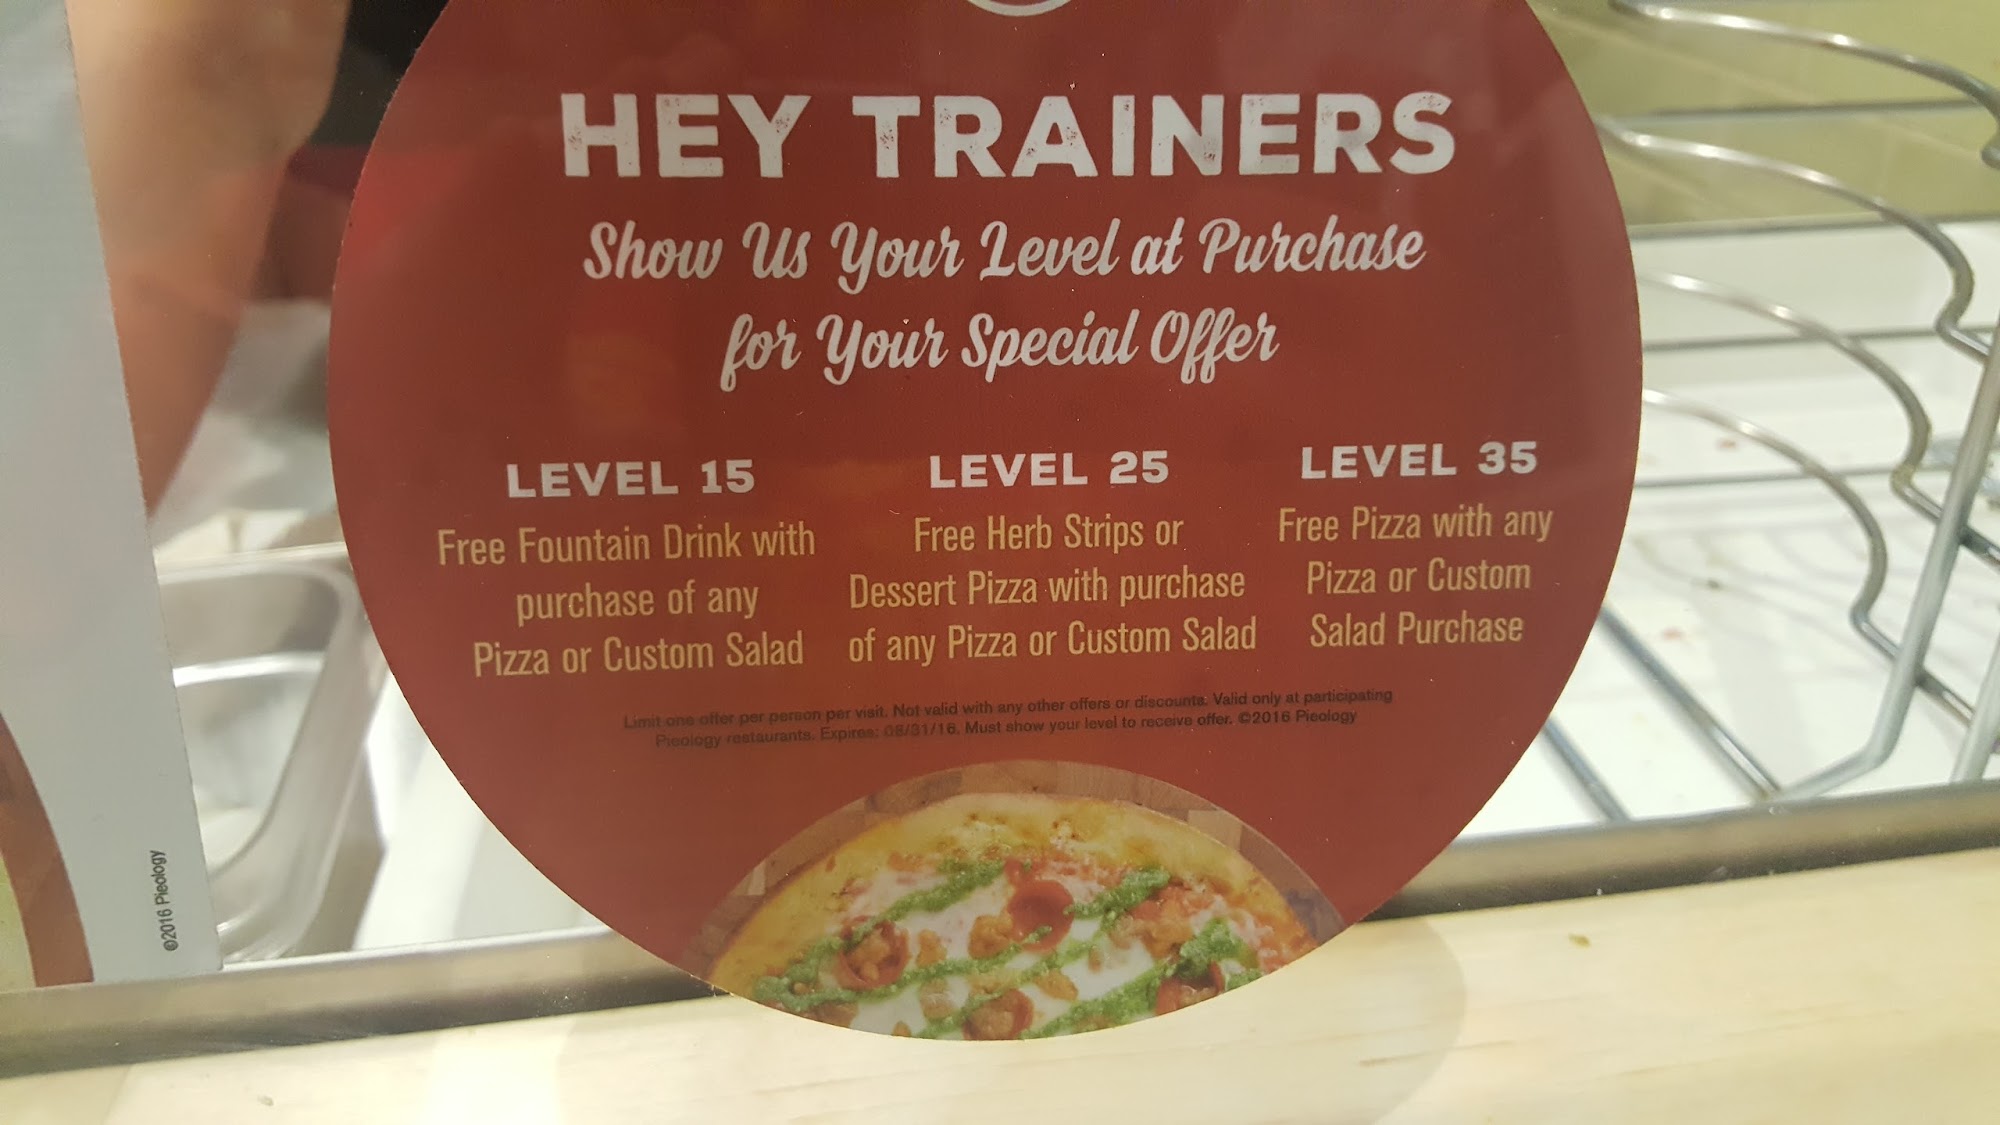 HEY TRAINERS
Show Us Your Level at Purchase
for Your Special Offer
LEVEL 15
Free Fountain Drink with
purchase of any
Pizza or Custom Salad
LEVEL 25
Free Herb Strips or
Dessert Pizza with purchase
of any Pizza or Custom Salad
LEVEL 35
Free Pizza with any
Pizza or Custom
Salad Purchase
Limit one offer per person per visit. Not valid with any other offers or discounts. Valid only at participating
Pieology restaurants. Expires: 08/31/16. Must show your level to receive offer. ©2016 Pieology
©2016 Pieology